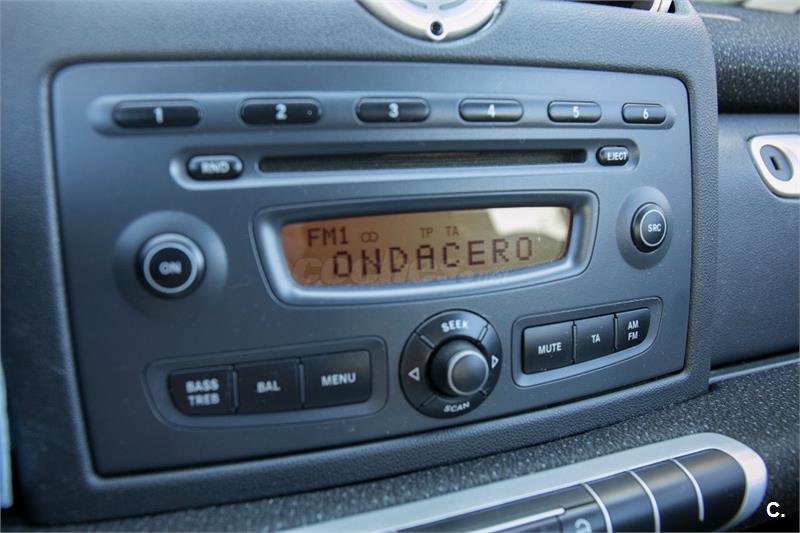 1 2 3 4 5 6
RND EJECT
FM1 TP TA
ONDACERO
ON
SRC
SEEK
SCAN
BASS
TREB
BAL
MENU
MUTE
TA
AM
FM
C.